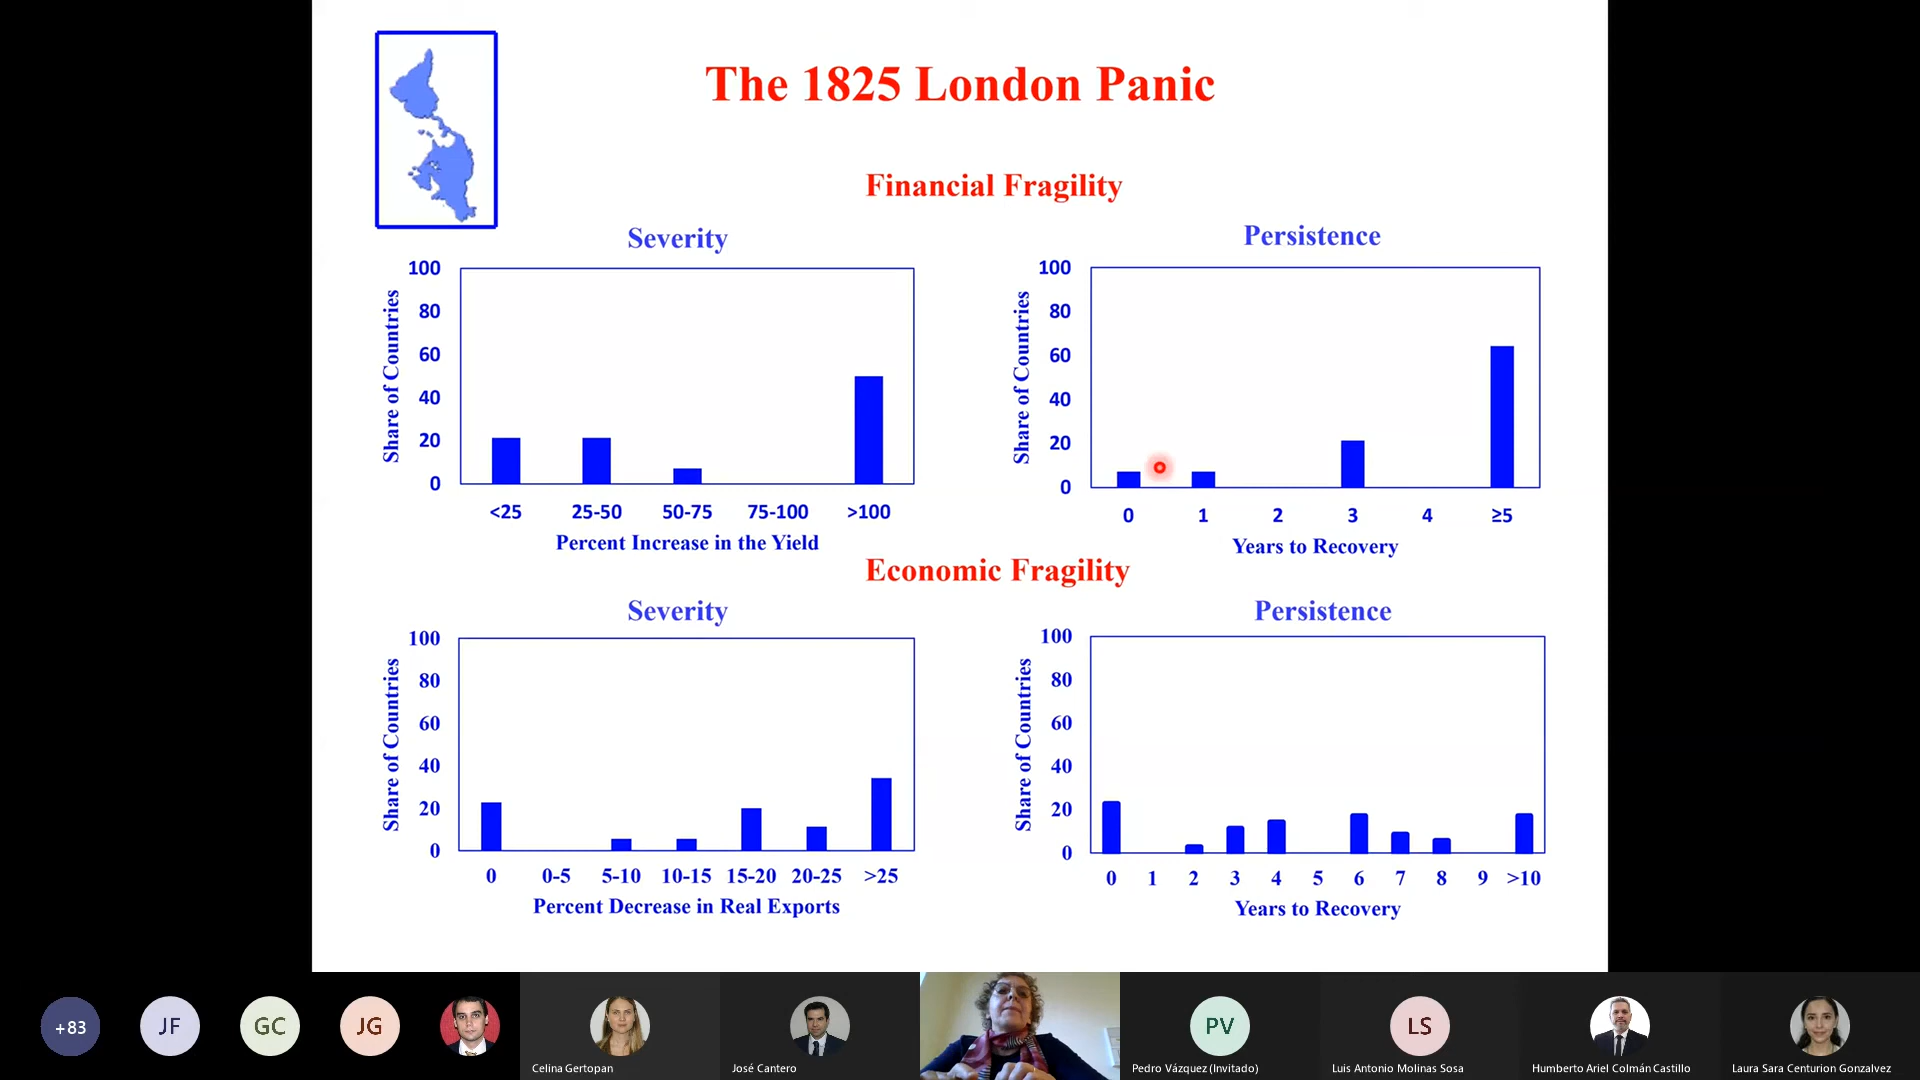 The 1825 London Panic
Financial Fragility
Severity
Persistence
Share of Countries
100
80
60
40
20
0
<25 25-50 50-75 75-100 >100
Percent Increase in the Yield
Share of Countries
100
80
60
40
20
0
0 1 2 3 4 ≥5
Years to Recovery
Economic Fragility
Severity
Persistence
Share of Countries
100
80
60
40
20
0
0 0-5 5-10 10-15 15-20 20-25 >25
Percent Decrease in Real Exports
Share of Countries
100
80
60
40
20
0
0 1 2 3 4 5 6 7 8 9 >10
Years to Recovery
+83
JF
GC
JG
Celina Gertopan
José Cantero
PV
Pedro Vázquez (Invitado)
LS
Luis Antonio Molinas Sosa
Humberto Ariel Colmán Castillo
Laura Sara Centurion Gonzalvez